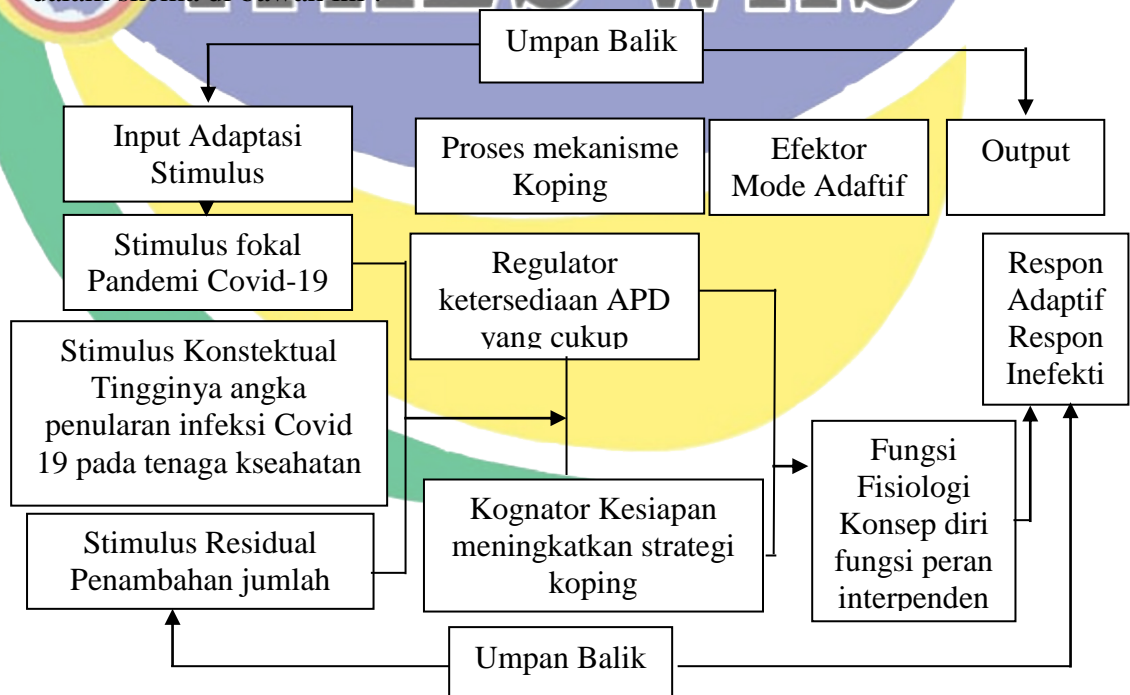 Umpan Balik
Input Adaptasi
Stimulus
Proses mekanisme
Koping
Efektor
Mode Adaftif
Output
Stimulus fokal
Pandemi Covid-19
Stimulus Konstektual
Tingginya angka
penularan infeksi Covid
19 pada tenaga kseahatan
Stimulus Residual
Penambahan jumlah
Regulator
ketersediaan APD
yang cukup
Kognator Kesiapan
meningkatkan strategi
koping
Fungsi
Fisiologi
Konsep diri
fungsi peran
interpenden
Respon
Adaptif
Respon
Inefekti
Umpan Balik